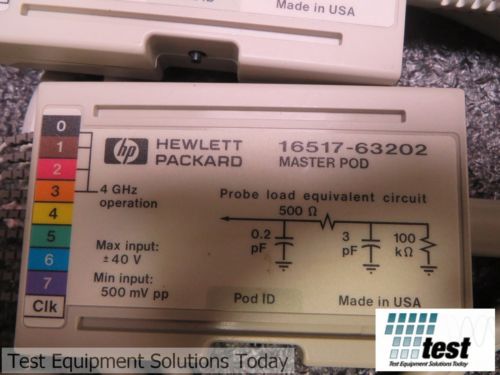 Made in USA
0
1
2
3
4
5
6
7
Clk
4 GHz
operation
hp
HEWLETT
PACKARD
16517-63202
MASTER POD
Probe load equivalent circuit
500 Ω
0.2
pF
3
pF
100
kΩ
Max input:
± 40 V
Min input:
500 mV pp
Pod ID
Made in USA
Test Equipment Solutions Today
test
Test Equipment Solutions Today